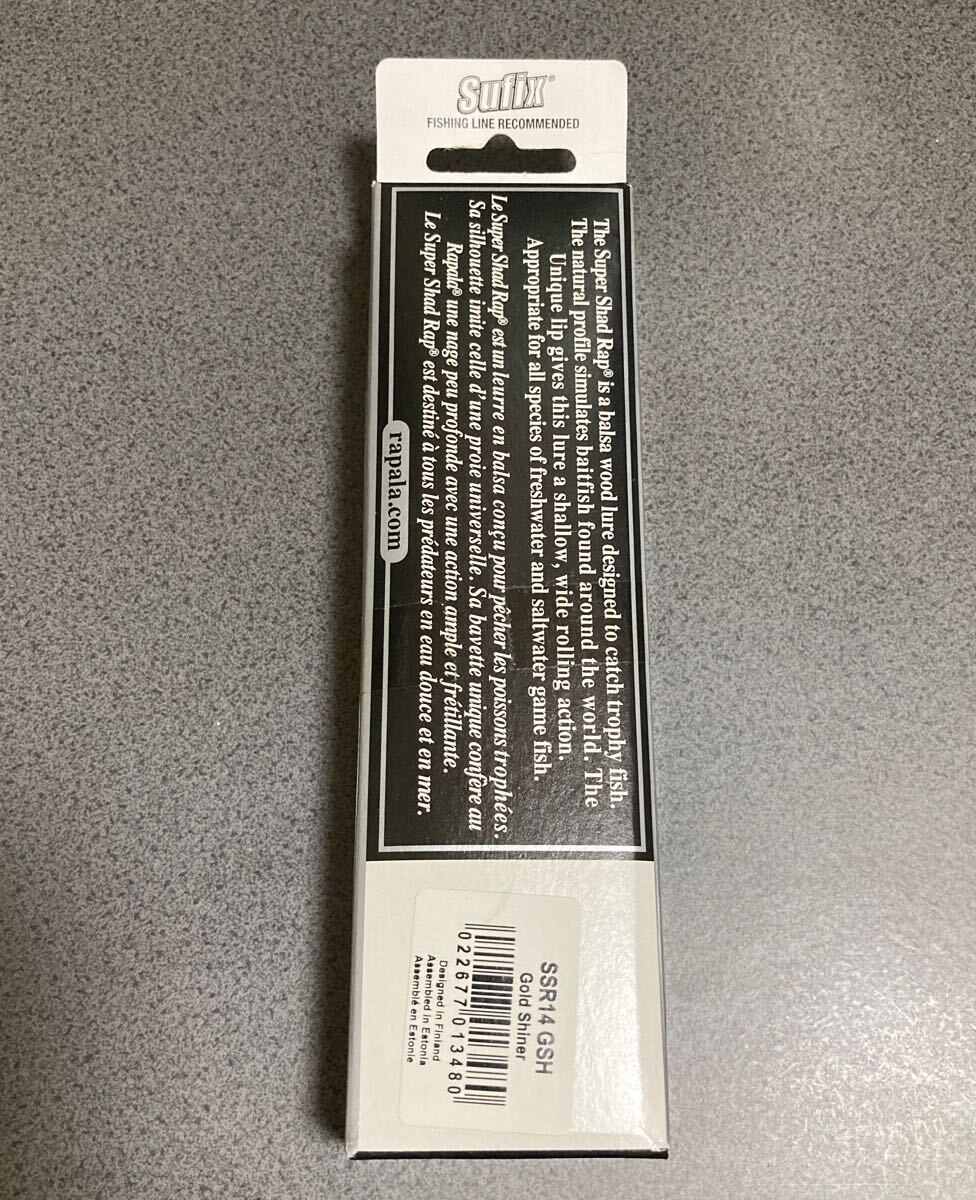 Sufix®
FISHING LINE RECOMMENDED
The Super Shad Rap® is a balsa wood lure designed to catch trophy fish.
The natural profile simulates baitfish found around the world. The
Unique lip gives this lure a shallow, wide rolling action.
Appropriate for all species of freshwater and saltwater game fish.
Le Super Shad Rap® est un leurre en balsa conçu pour pêcher les poissons trophées.
Sa silhouette imite celle d'une proie universelle. Sa bavette unique confère au
Rapala® une nage peu profonde avec une action ample et frétillante.
Le Super Shad Rap® est destiné à tous les prédateurs en eau douce et en mer.
rapala.com
SSR14 GSH
Gold Shiner
0 22677 01348 0
Designed in Finland
Assembled in Estonia
Assemblé en Estonie